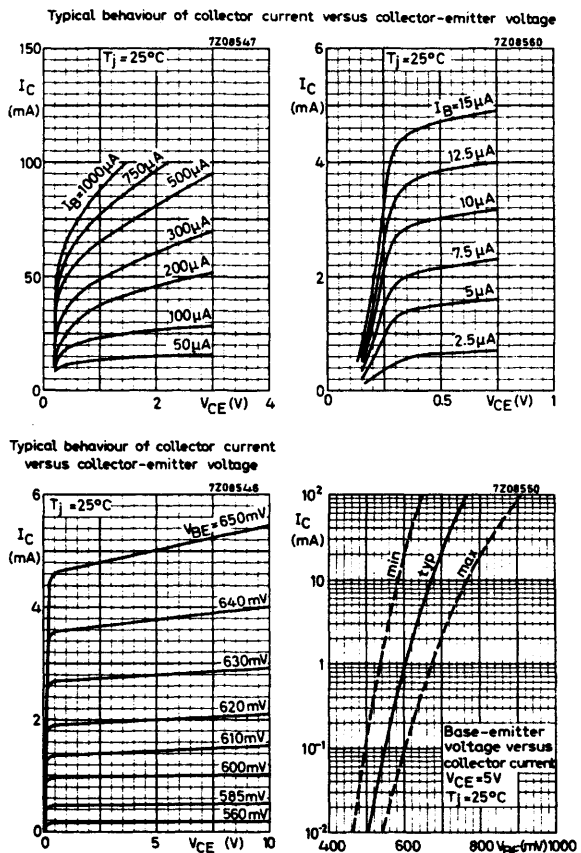 Typical behaviour of collector current versus collector-emitter voltage
7Z08547
Tj = 25°C
150
IC
(mA)
100
50
0
IB=1000µA
750µA
500µA
300µA
200µA
100µA
50µA
0
2
VCE(V)
4
7Z08560
Tj = 25°C
6
IC
(mA)
4
2
0
IB=15µA
12.5µA
10µA
7.5µA
5µA
2.5µA
0
0.5
VCE(V)
1
Typical behaviour of collector current
versus collector-emitter voltage
7Z08546
Tj = 25°C
6
IC
(mA)
4
2
0
VBE=650mV
640mV
630mV
620mV
610mV
600mV
585mV
560mV
0
5
VCE (V)
10
7Z08550
10²
IC
(mA)
10
1
10-1
10-2
min
typ
max
Base-emitter
voltage versus
collector current
VCE=5V
Tj=25°C
400
600
800
VBE(mV)
1000